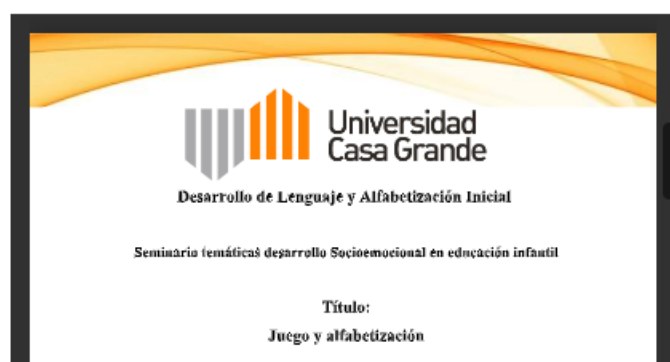 Universidad
Casa Grande
Desarrollo de Lenguaje y Alfabetización Inicial
Seminario temáticas desarrollo Socioemocional en educación infantil
Título:
Juego y alfabetización